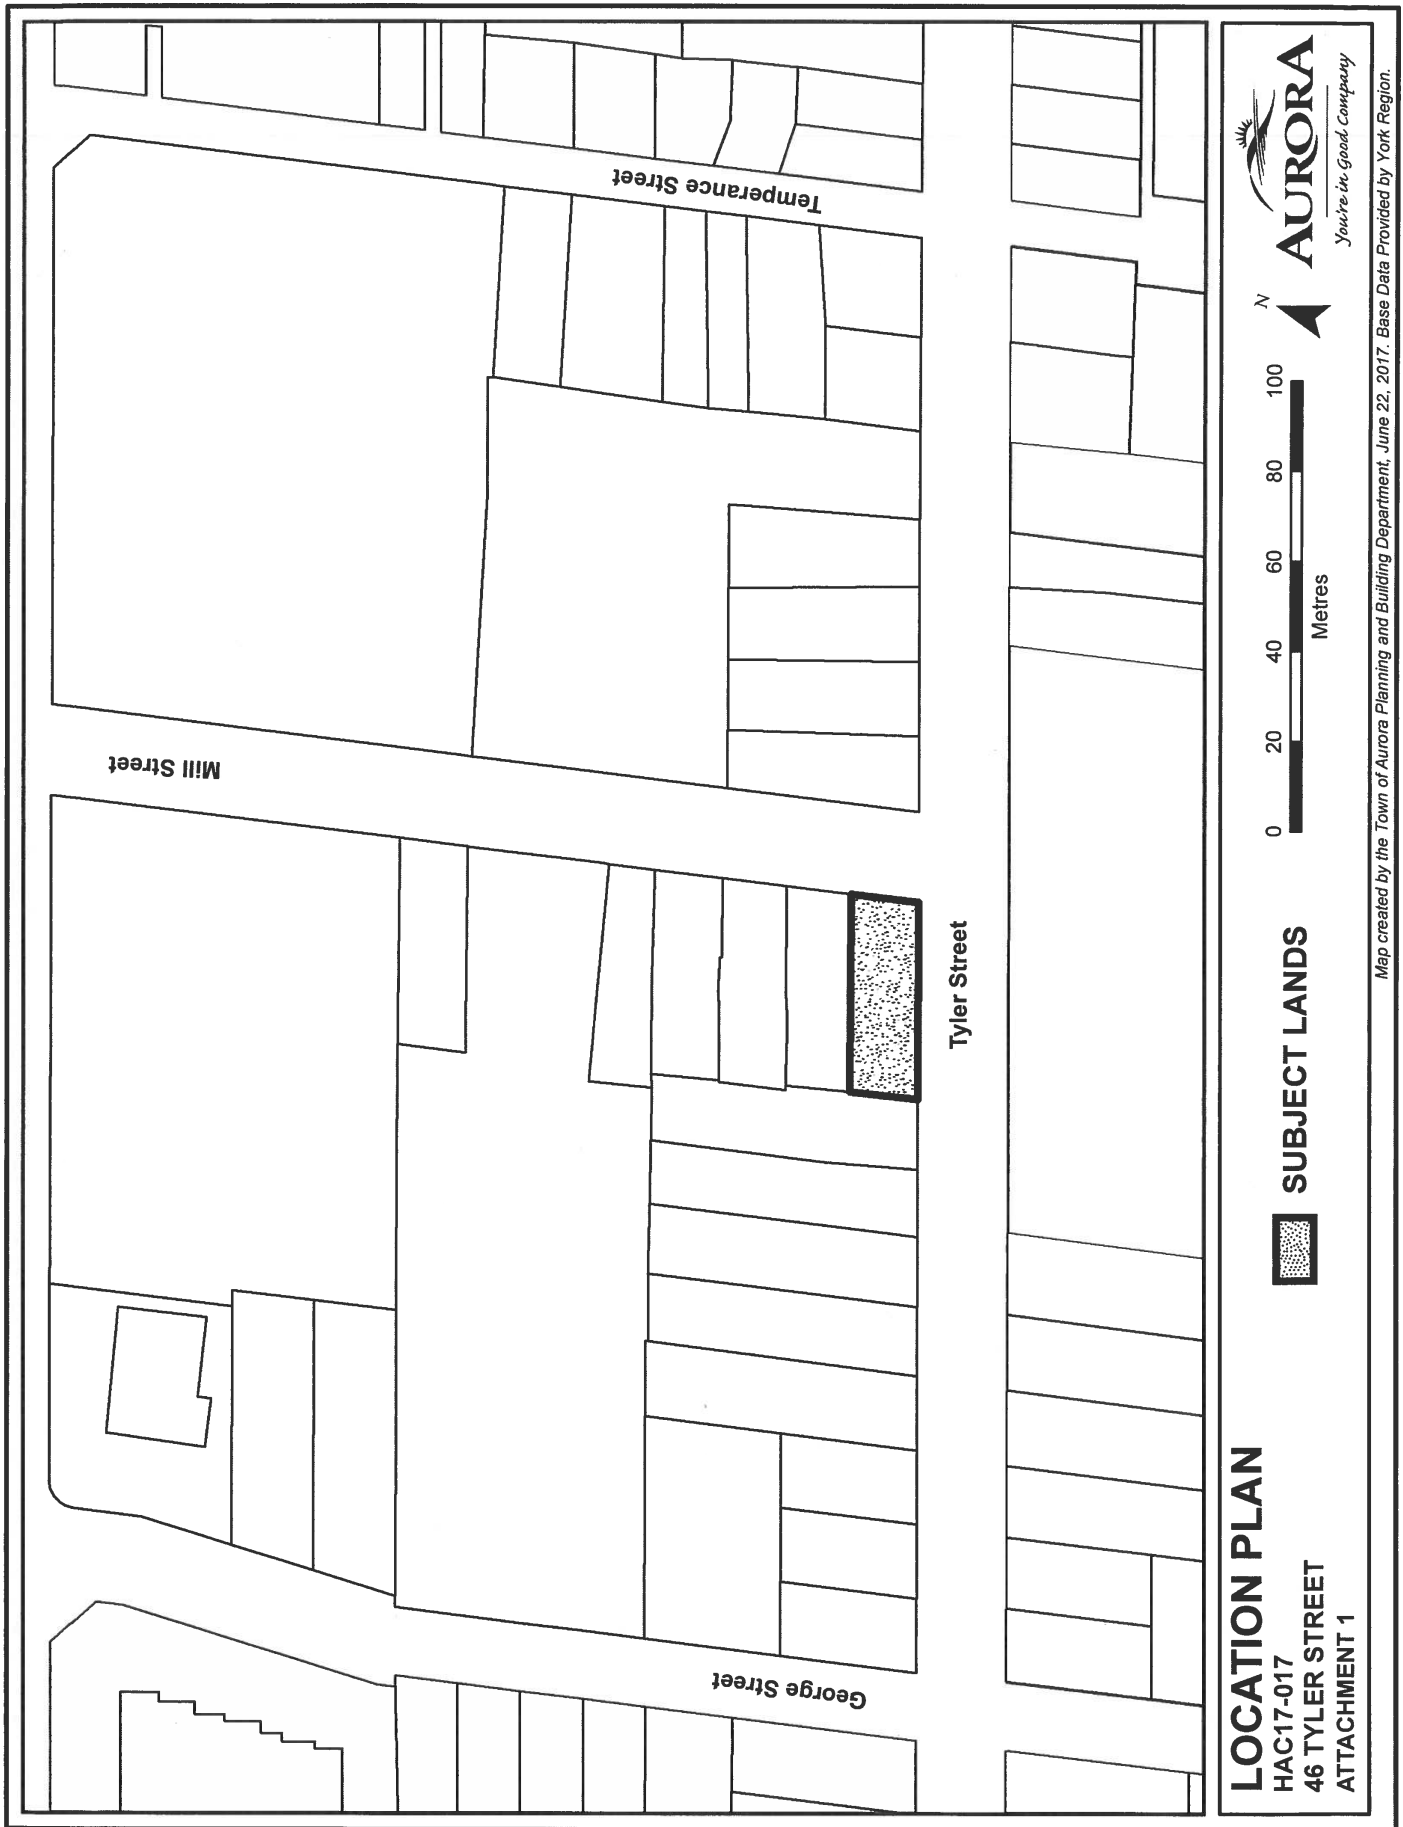 Temperance Street
Mill Street
Tyler Street
George Street
LOCATION PLAN
HAC17-017
46 TYLER STREET
ATTACHMENT 1
SUBJECT LANDS
0 20 40 60 80 100
Metres
N
AURORA
You're in Good Company
Map created by the Town of Aurora Planning and Building Department, June 22, 2017. Base Data Provided by York Region.